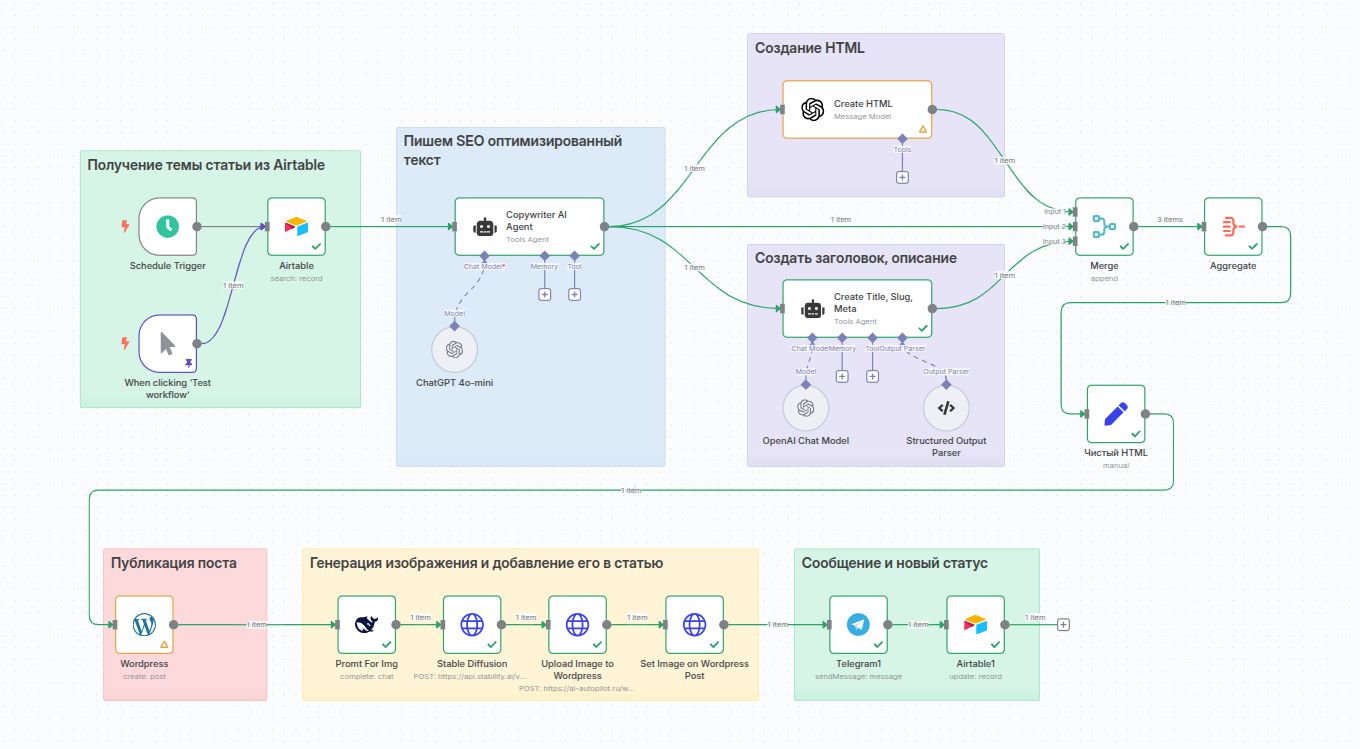 Получение темы статьи из Airtable
Schedule Trigger
Airtable
search: record
1 item
When clicking ‘Test
workflow’
1 item
Пишем SEO оптимизированный
текст
Copywriter AI
Agent
Tools Agent
Chat Model*
Memory
Tool
Model
ChatGPT 4o-mini
1 item
1 item
1 item
Создание HTML
Create HTML
Message Model
Tools
1 item
Создать заголовок, описание
Create Title, Slug,
Meta
Tools Agent
Chat Model
Memory
Tool
Output Parser
Model
Output Parser
OpenAI Chat Model
Structured Output
Parser
1 item
Input 1
Input 2
Input 3
Merge
append
3 items
Aggregate
1 item
Чистый HTML
manual
1 item
Публикация поста
Wordpress
create: post
1 item
Генерация изображения и добавление его в статью
Promt For Img
complete: chat
1 item
Stable Diffusion
POST: https://api.stability.ai/v...
1 item
Upload Image to
Wordpress
POST: https://ai-autopilot.ru/w...
1 item
Set Image on Wordpress
Post
1 item
Сообщение и новый статус
Telegram1
sendMessage: message
1 item
Airtable1
update: record
1 item